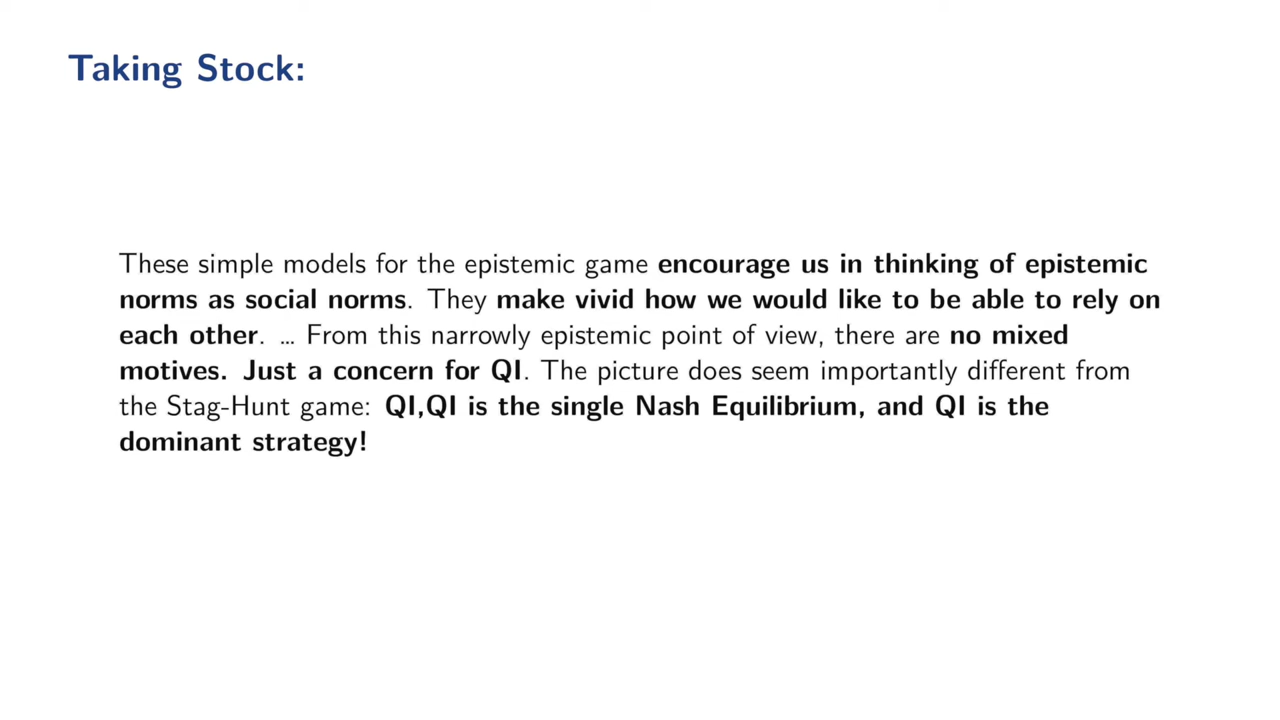 Taking Stock:
These simple models for the epistemic game encourage us in thinking of epistemic
norms as social norms. They make vivid how we would like to be able to rely on
each other. ... From this narrowly epistemic point of view, there are no mixed
motives. Just a concern for QI. The picture does seem importantly different from
the Stag-Hunt game: QI,QI is the single Nash Equilibrium, and QI is the
dominant strategy!